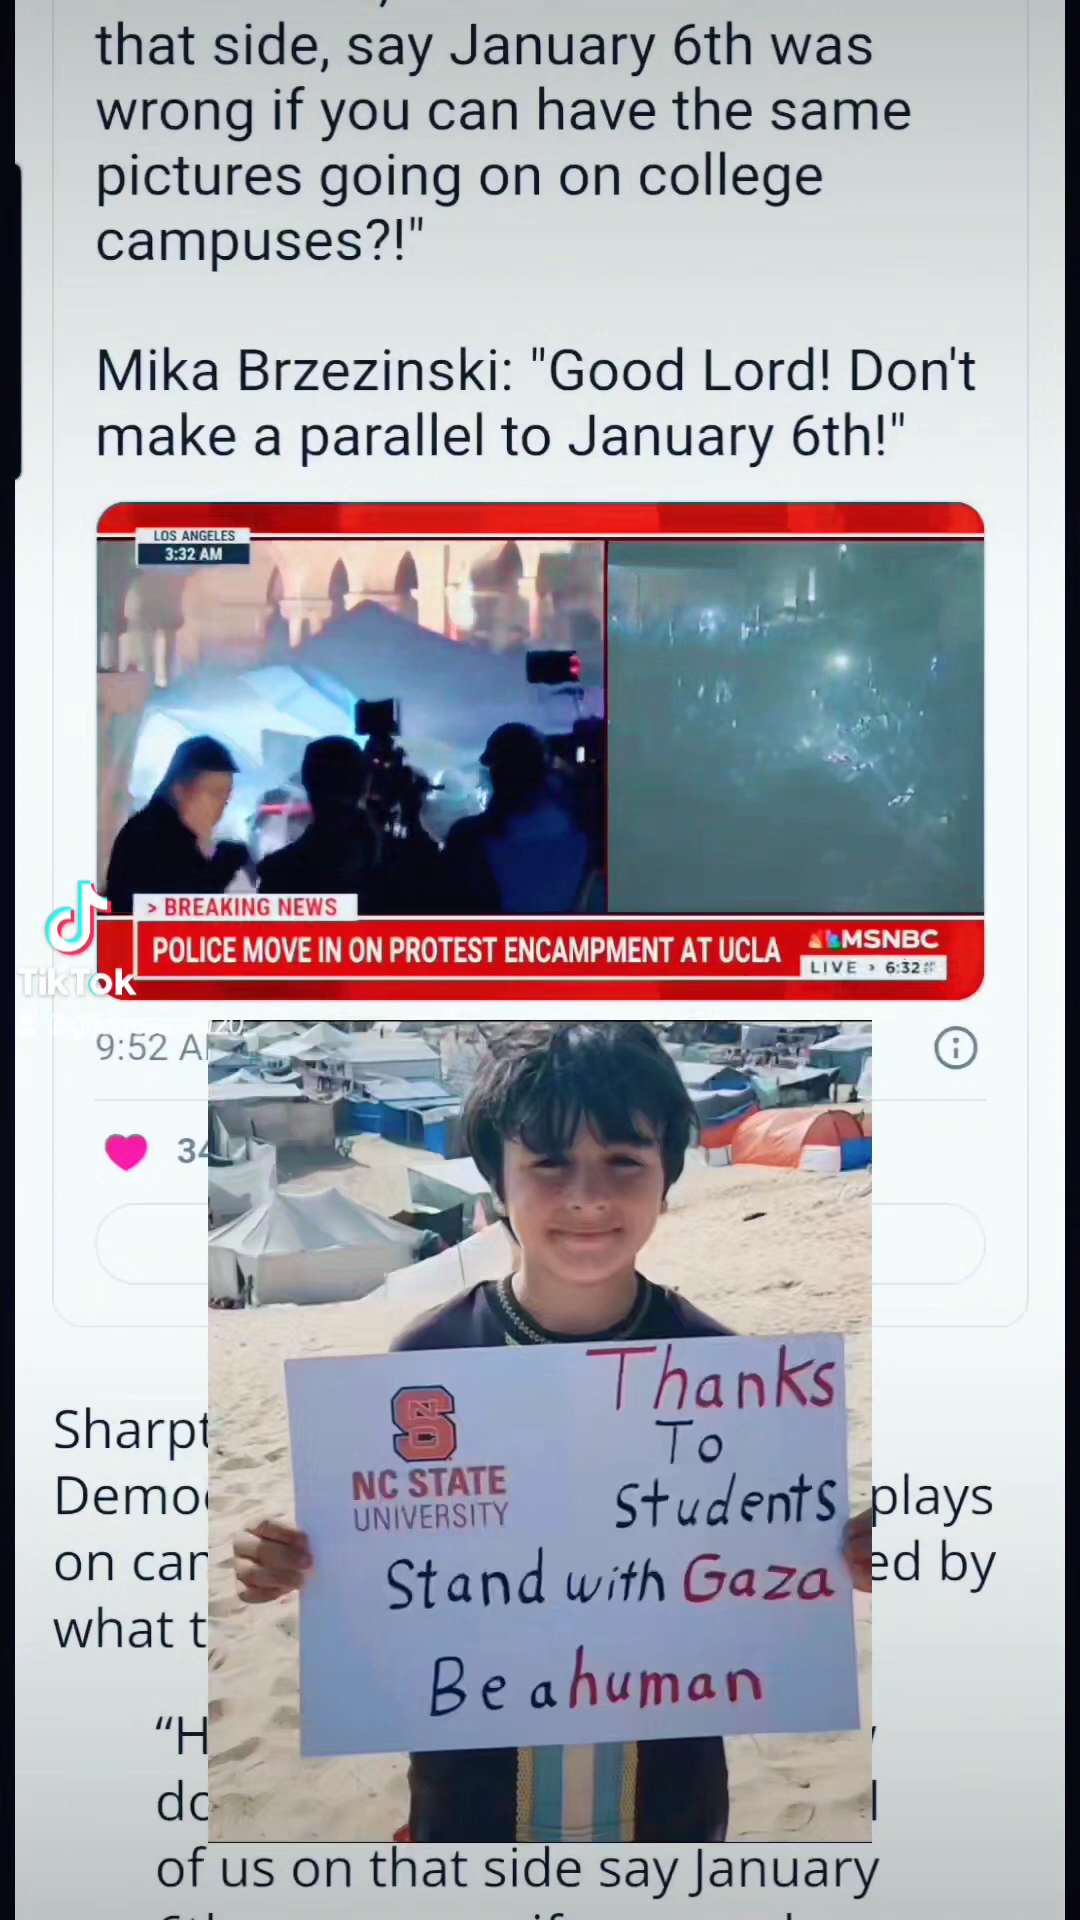 that side, say January 6th was
wrong if you can have the same
pictures going on on college
campuses?!"
Mika Brzezinski: "Good Lord! Don't
make a parallel to January 6th!"
LOS ANGELES
3:32 AM
> BREAKING NEWS
POLICE MOVE IN ON PROTEST ENCAMPMENT AT UCLA
MSNBC
LIVE > 6:32
TikTok
9:52 A
34
Thanks
To
Students
NC STATE
UNIVERSITY
Stand with Gaza
Be a human
Sharpt
Demo
plays
on
ed by
what t
"H
of us on that side say January